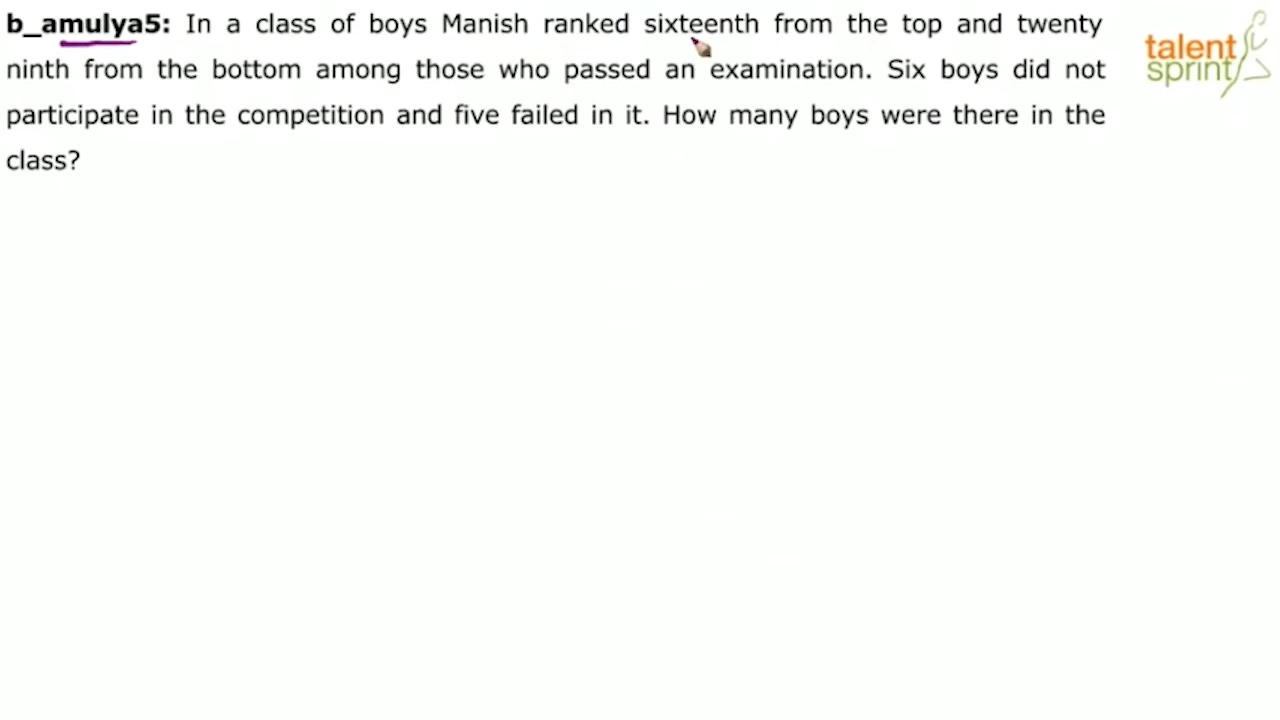 b_amulya5: In a class of boys Manish ranked sixteenth from the top and twenty
ninth from the bottom among those who passed an examination. Six boys did not
participate in the competition and five failed in it. How many boys were there in the
class?
talent
sprint